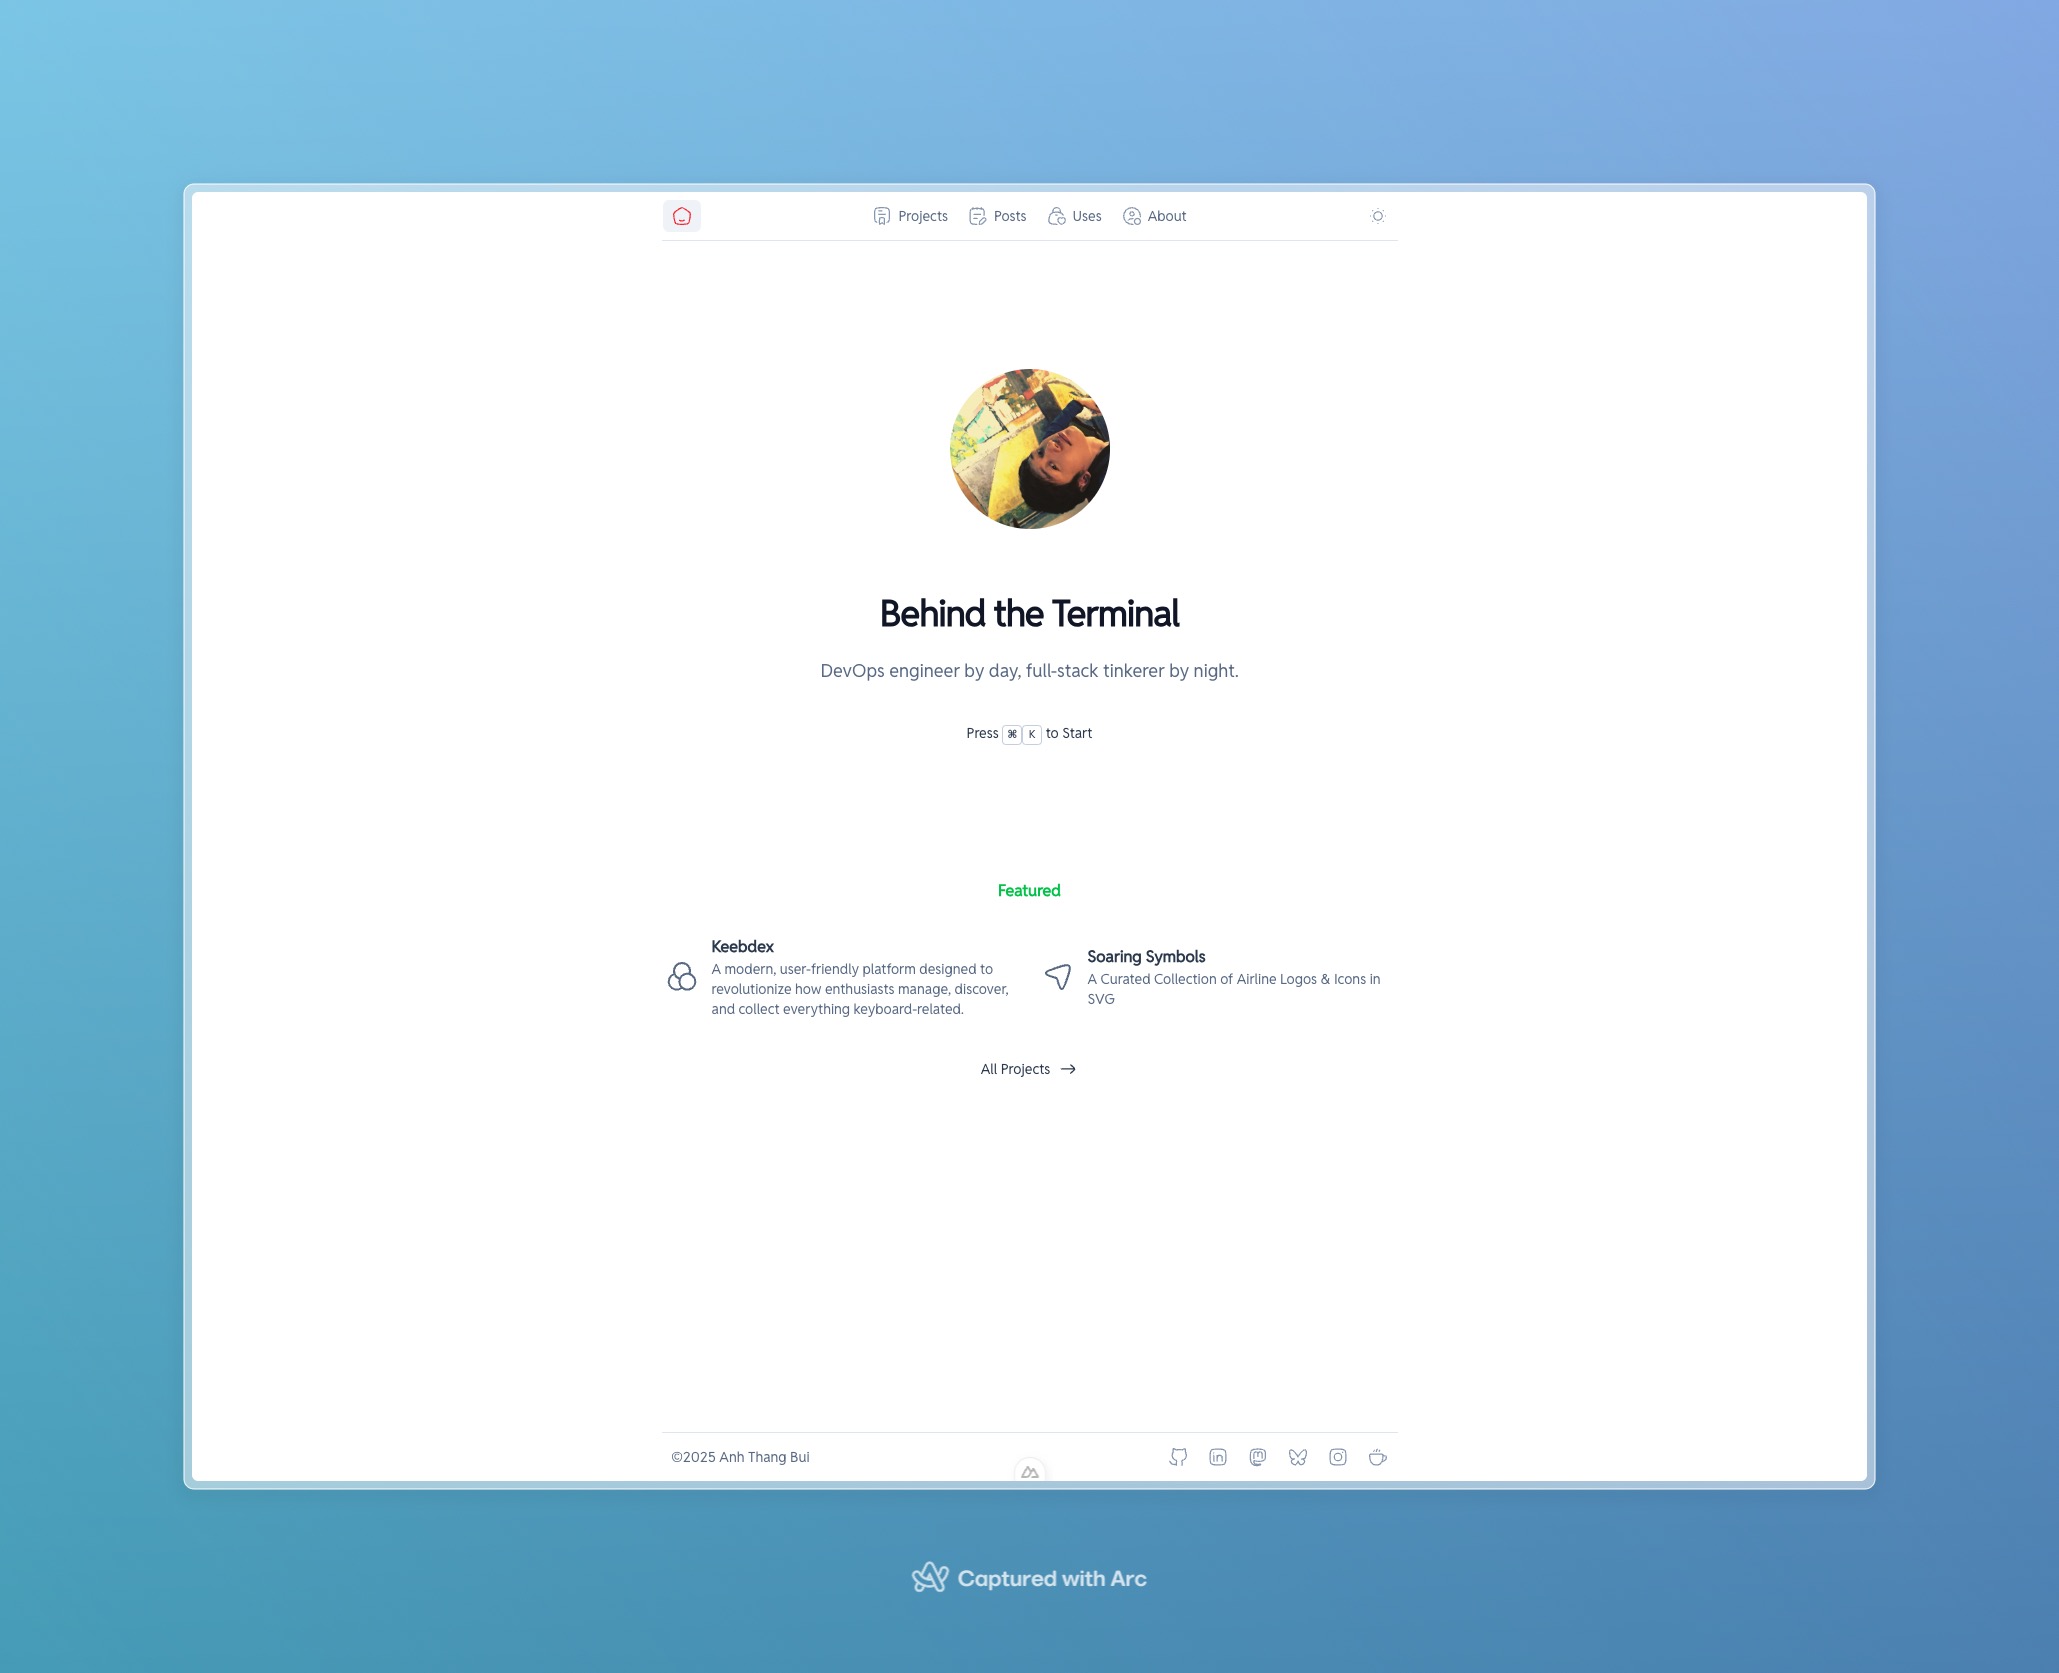 Projects Posts Uses About
Behind the Terminal
DevOps engineer by day, full-stack tinkerer by night.
Press ⌘ K to Start
Featured
Keebdex
A modern, user-friendly platform designed to
revolutionize how enthusiasts manage, discover,
and collect everything keyboard-related.
Soaring Symbols
A Curated Collection of Airline Logos & Icons in
SVG
All Projects →
©2025 Anh Thang Bui
Captured with Arc